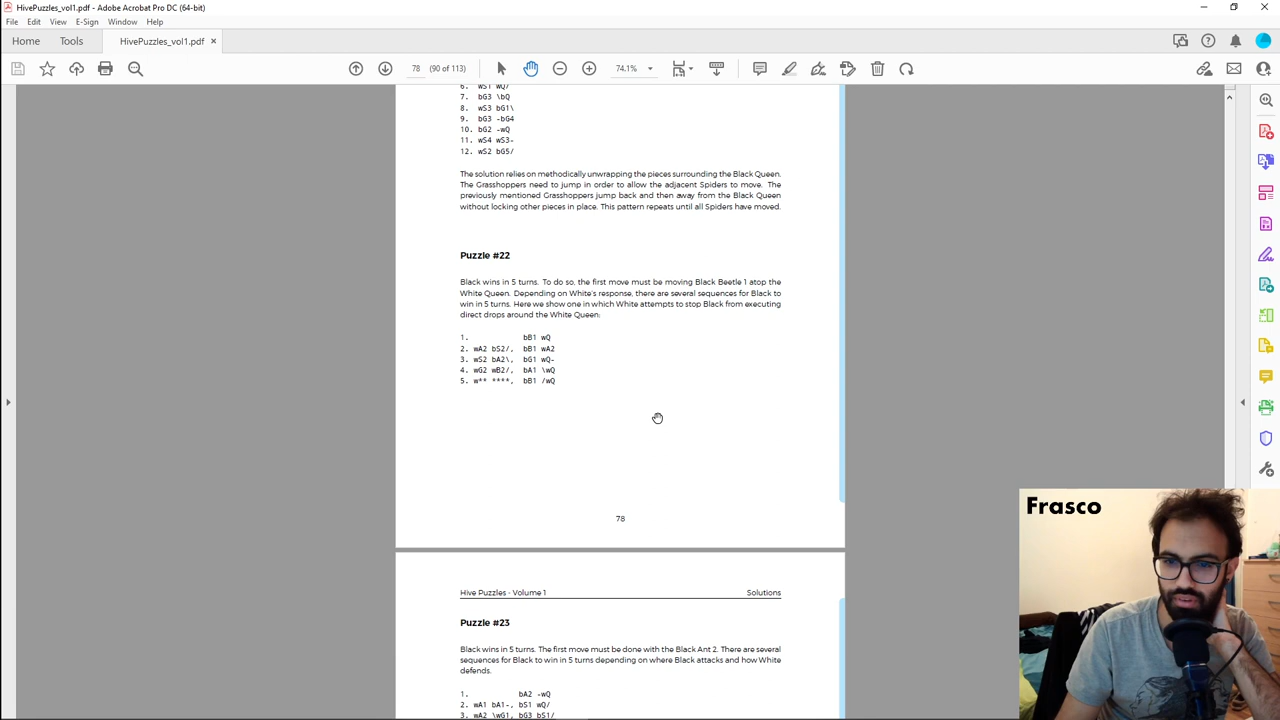 HivePuzzles_vol1.pdf - Adobe Acrobat Pro DC (64-bit)
File Edit View E-Sign Window Help
Home Tools HivePuzzles_vol1.pdf ×
78 (90 of 113) 74.1%
6. wS1 wQ/
7. bG3 \bQ
8. wS3 bG1\
9. bG3 -bG4
10. bG2 -wQ
11. wS4 wS3-
12. wS2 bG5/
The solution relies on methodically unwrapping the pieces surrounding the Black Queen.
The Grasshoppers need to jump in order to allow the adjacent Spiders to move. The
previously mentioned Grasshoppers jump back and then away from the Black Queen
without locking other pieces in place. This pattern repeats until all Spiders have moved.
Puzzle #22
Black wins in 5 turns. To do so, the first move must be moving Black Beetle 1 atop the
White Queen. Depending on White's response, there are several sequences for Black to
win in 5 turns. Here we show one in which White attempts to stop Black from executing
direct drops around the White Queen:
1. bB1 wQ
2. wA2 bS2/, bB1 wA2
3. wS2 bA2\, bG1 wQ-
4. wG2 wB2/, bA1 \wQ
5. w** ****, bB1 /wQ
78
Hive Puzzles - Volume 1 Solutions
Puzzle #23
Black wins in 5 turns. The first move must be done with the Black Ant 2. There are several
sequences for Black to win in 5 turns depending on where Black attacks and how White
defends.
1. bA2 -wQ
2. wA1 bA1-, bS1 wQ/
3. wA2 \wG1, bG3 bS1/
Frasco